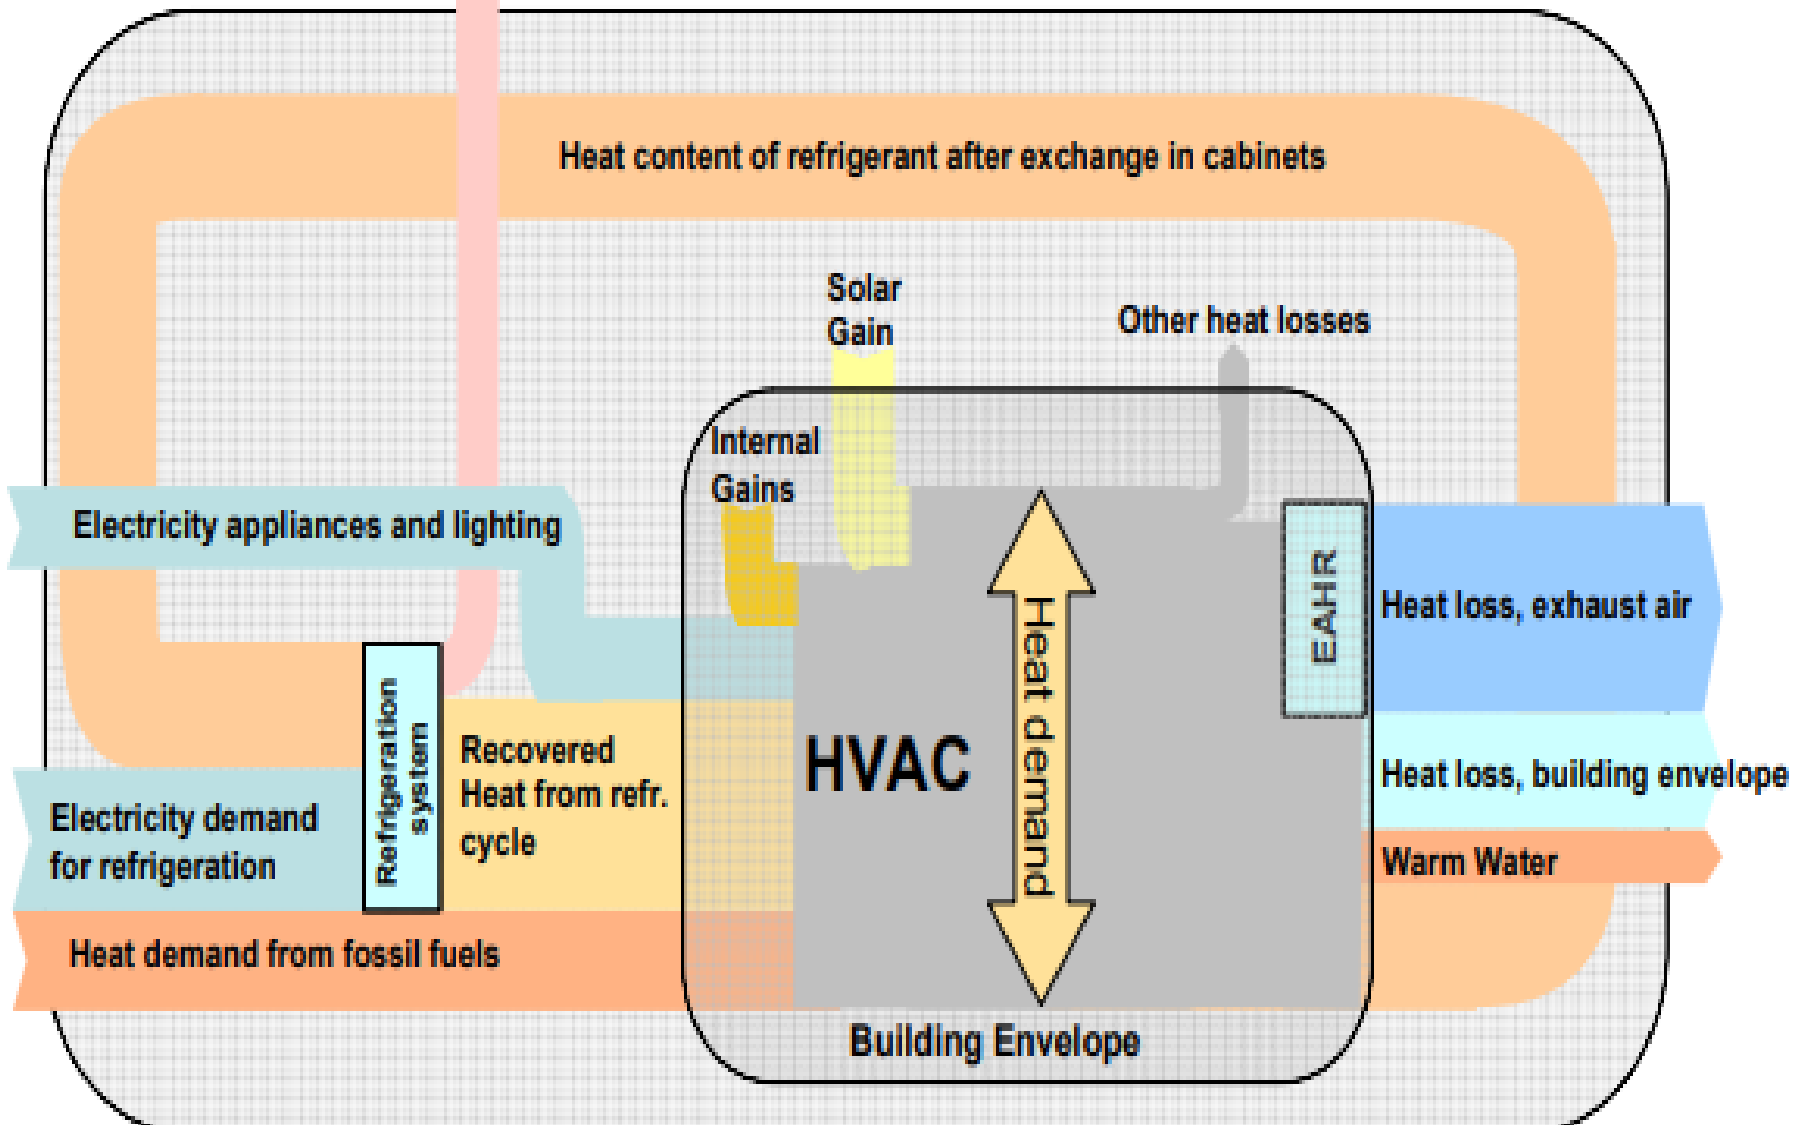 Heat content of refrigerant after exchange in cabinets
Solar
Gain
Other heat losses
Internal
Gains
Electricity appliances and lighting
EAHR
Heat loss, exhaust air
Heat demand
Refrigeration
system
Recovered
Heat from refr.
cycle
HVAC
Heat loss, building envelope
Electricity demand
for refrigeration
Warm Water
Heat demand from fossil fuels
Building Envelope